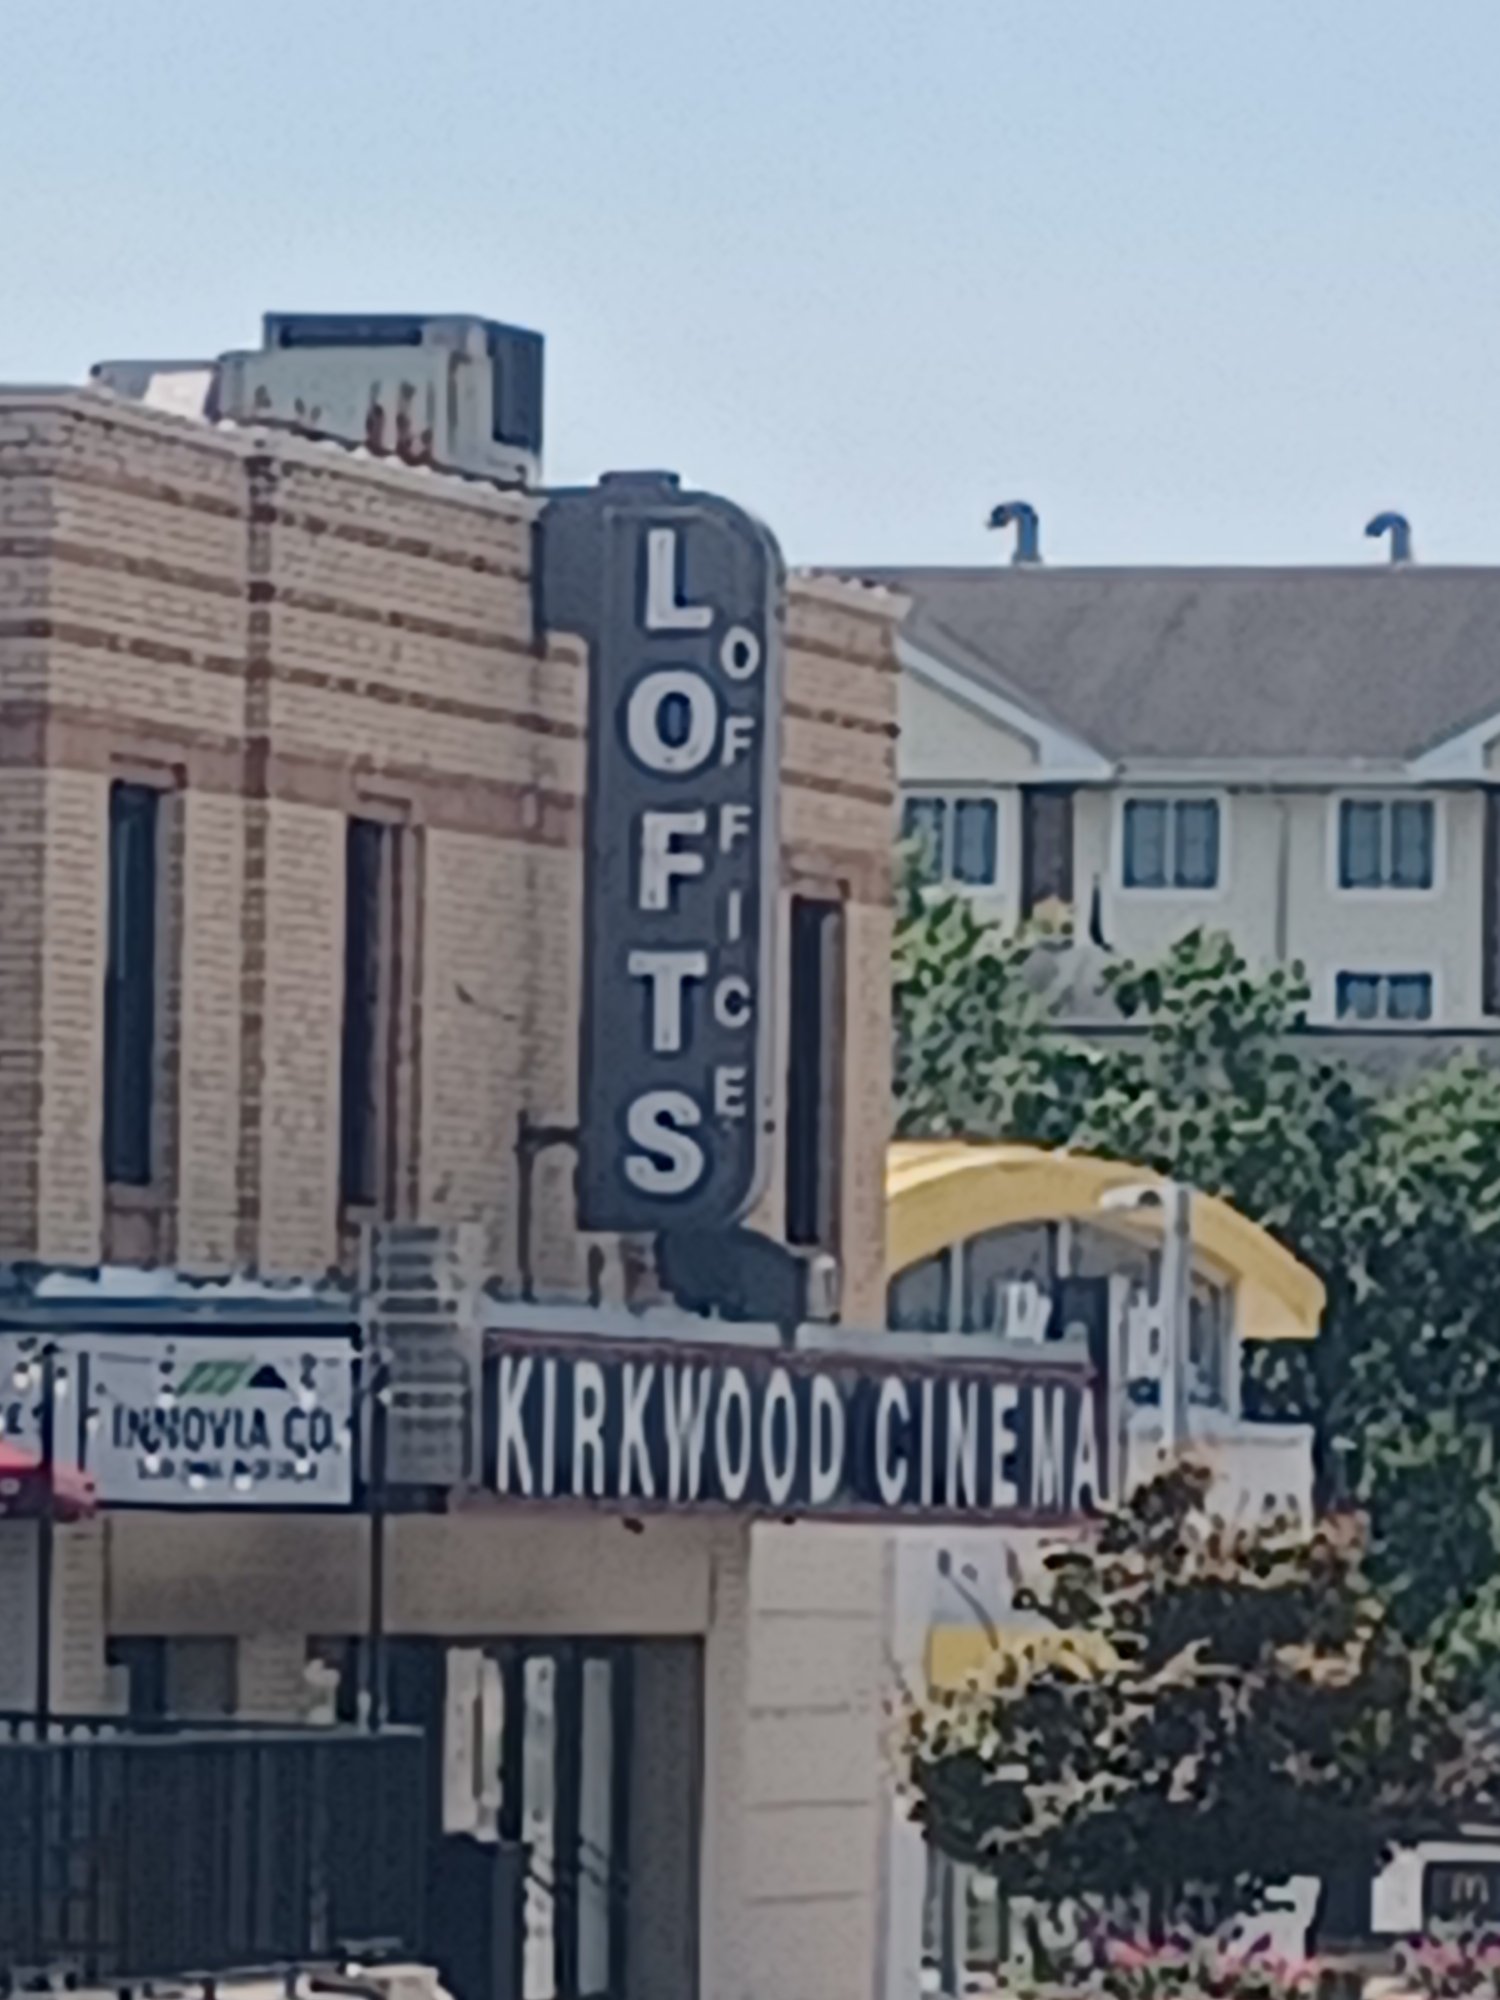 LOFTS
OFFICE
KIRKWOOD CINEMA
INNOVIA CO.